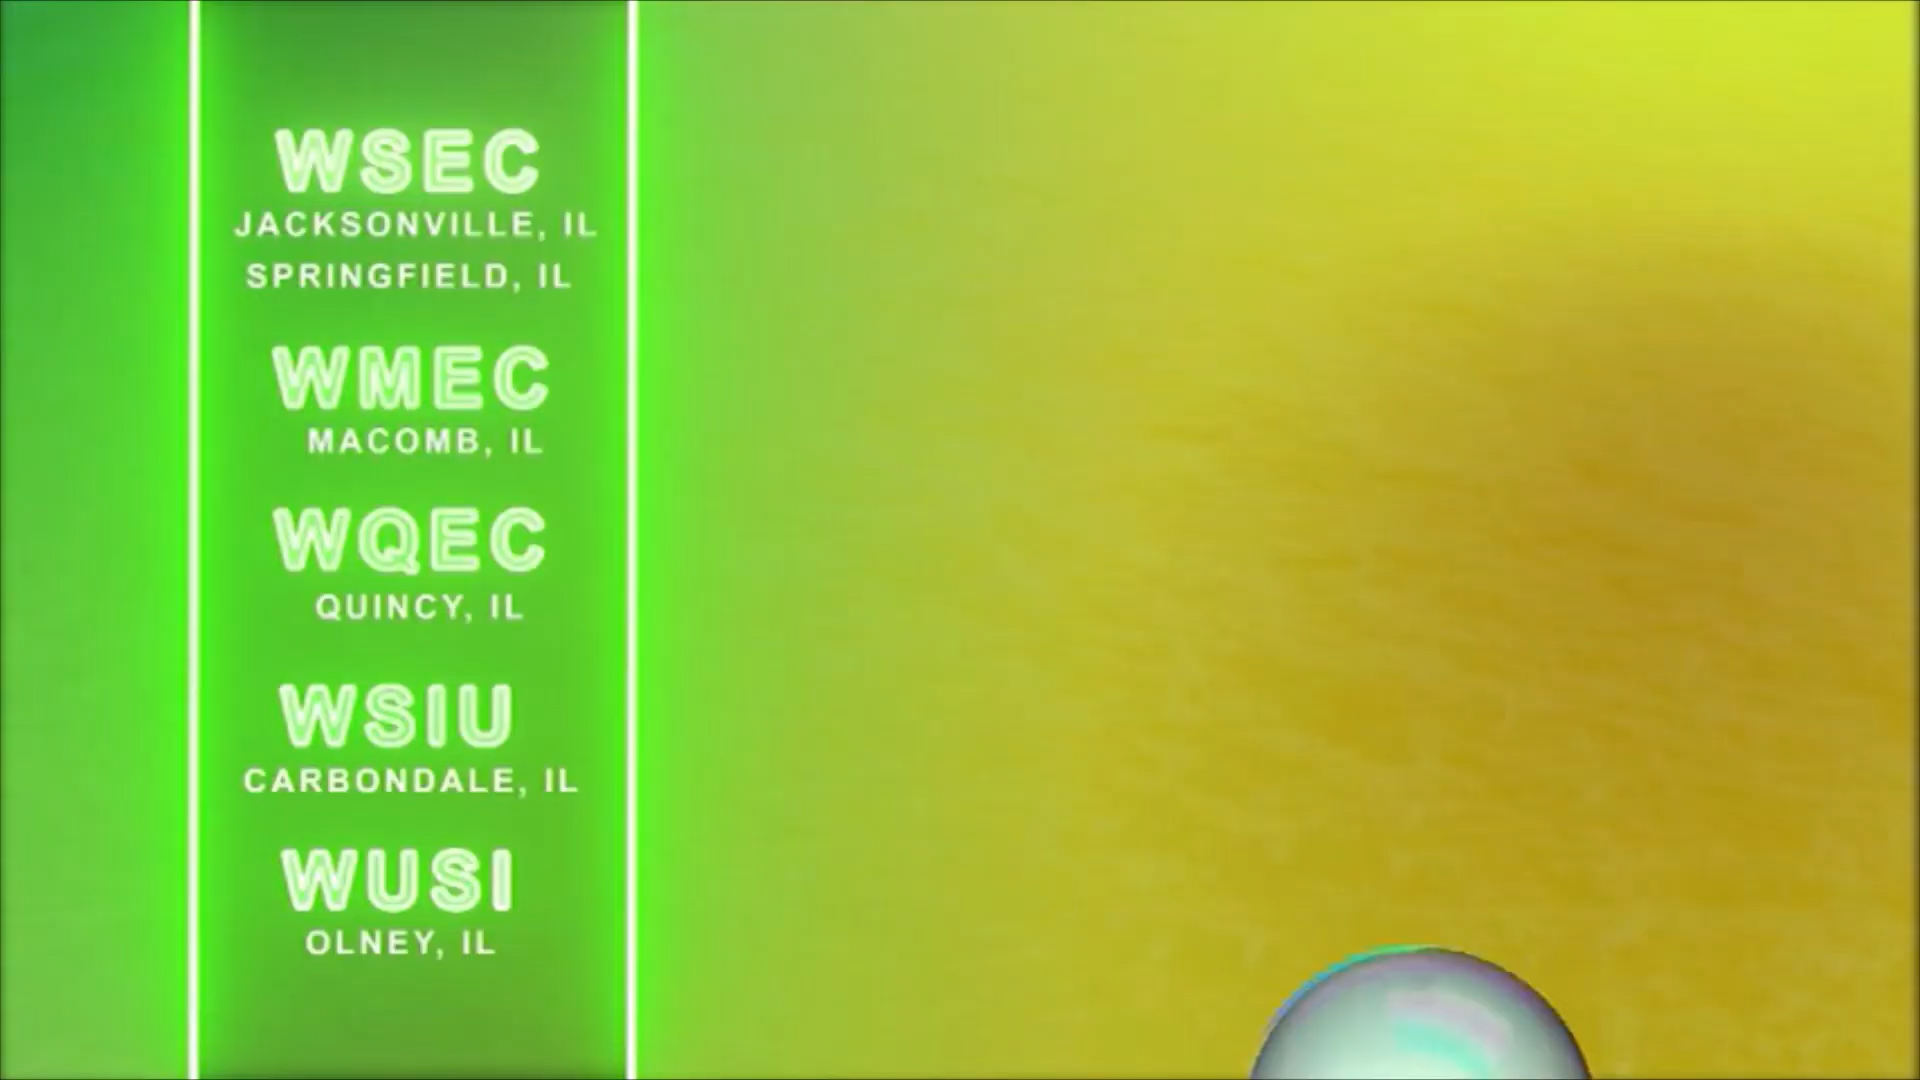 WSEC
JACKSONVILLE, IL
SPRINGFIELD, IL
WMEC
MACOMB, IL
WQEC
QUINCY, IL
WSIU
CARBONDALE, IL
WUSI
OLNEY, IL